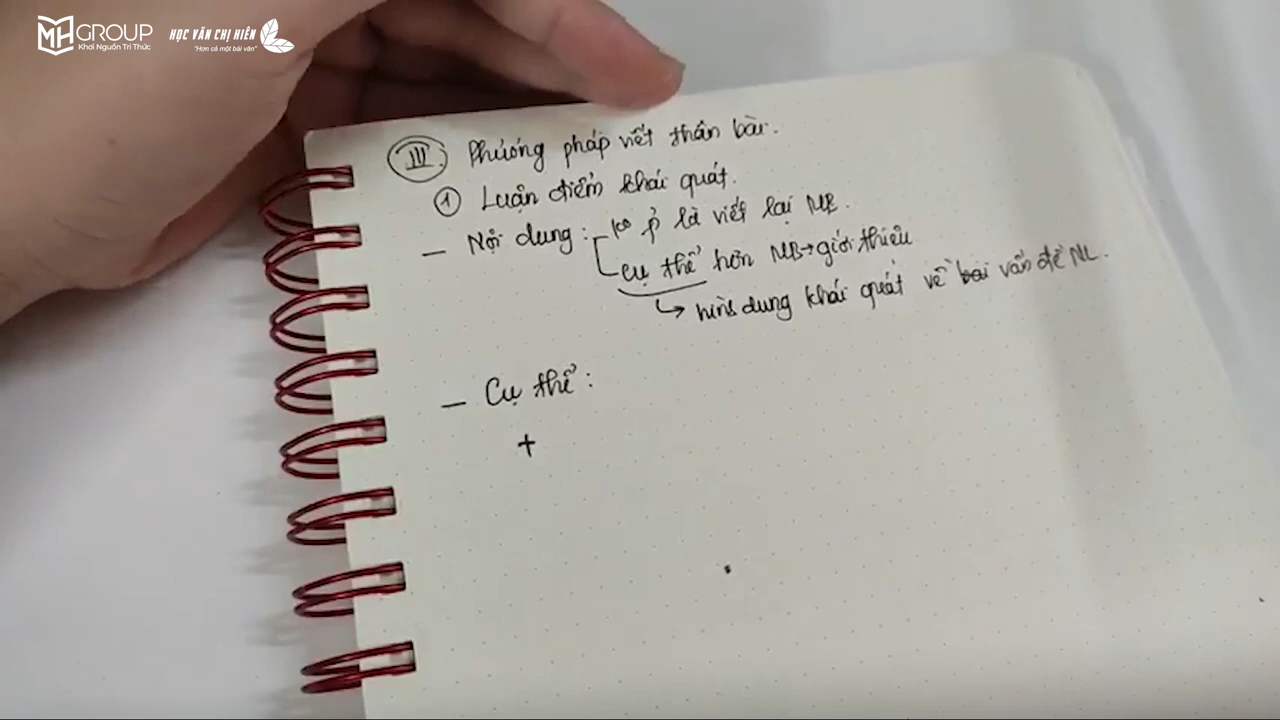 MH GROUP
Khơi Nguồn Tri Thức
HỌC VĂN CHỊ HIÊN
"Hơn cả một bài văn"
III. Phương pháp viết thân bài.
1 Luận điểm khái quát.
– Nội dung: ko p' là viết lại MB.
cụ thể hơn MB→giới thiệu
↳ hình dung khái quát về vấn đề NL.
– Cụ thể:
+